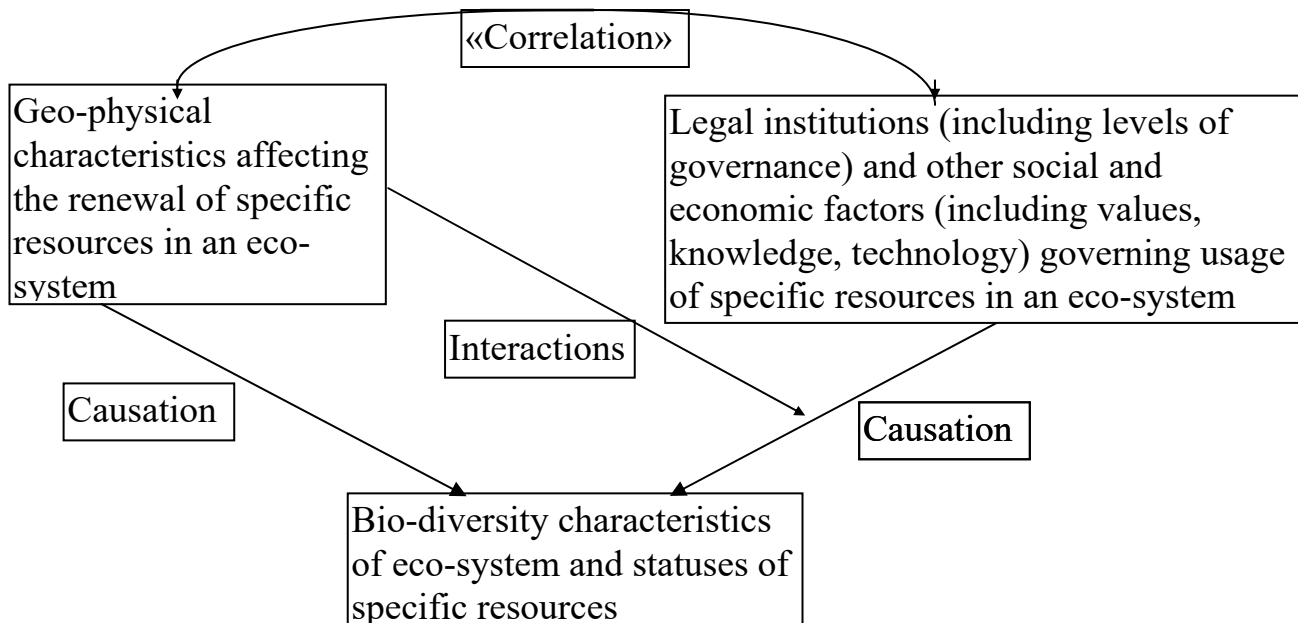 «Correlation»
Geo-physical
characteristics affecting
the renewal of specific
resources in an eco-
system
Legal institutions (including levels of
governance) and other social and
economic factors (including values,
knowledge, technology) governing usage
of specific resources in an eco-system
Interactions
Causation
Causation
Bio-diversity characteristics
of eco-system and statuses of
specific resources